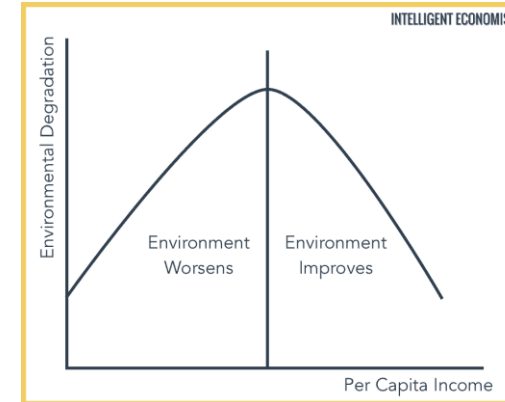 INTELLIGENT ECONOMIS
Environmental Degradation
Environment
Worsens
Environment
Improves
Per Capita Income